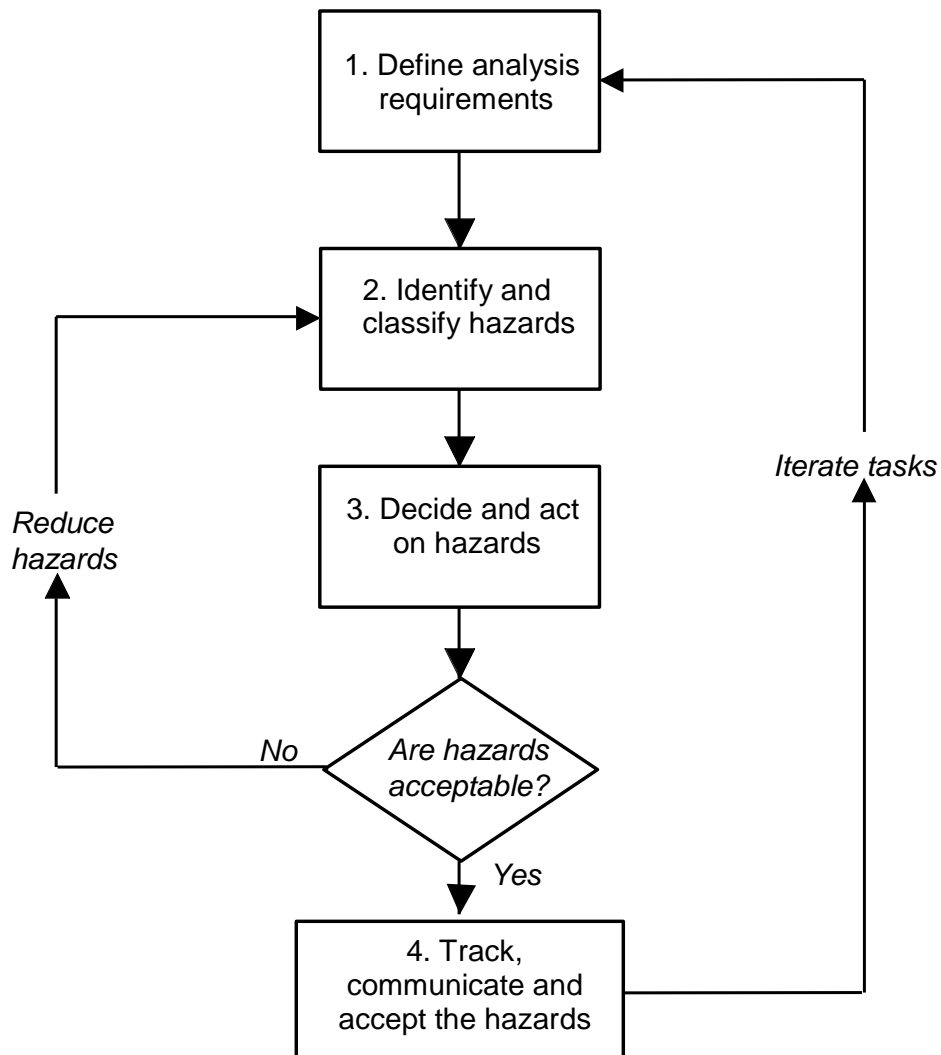 1. Define analysis
requirements
2. Identify and
classify hazards
Iterate tasks
3. Decide and act
on hazards
Reduce
hazards
No
Are hazards
acceptable?
Yes
4. Track,
communicate and
accept the hazards